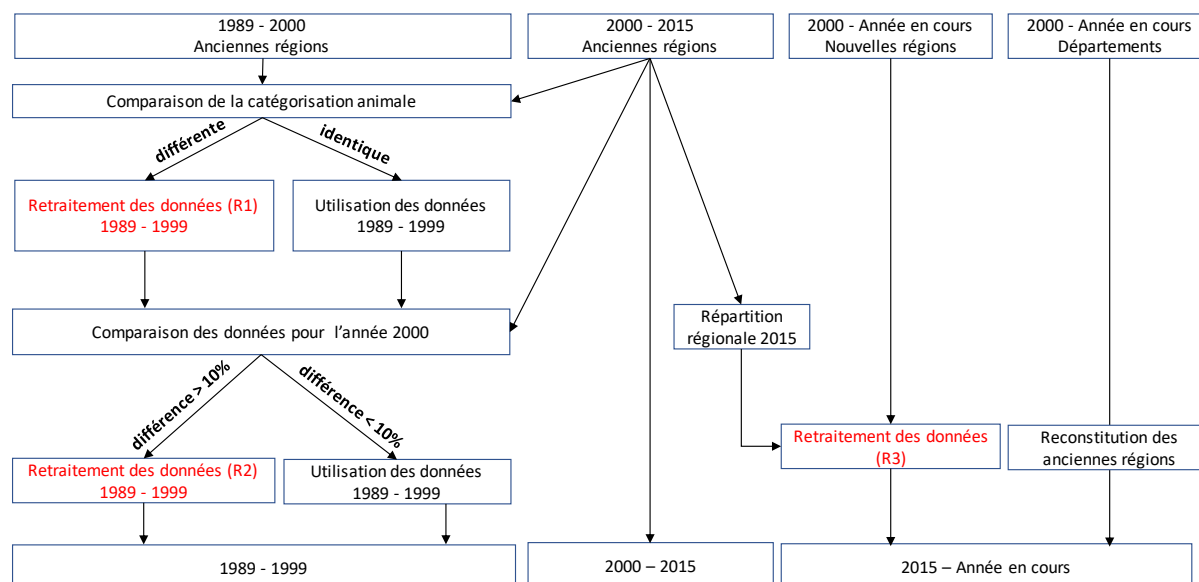 1989 - 2000
Anciennes régions
2000 - 2015
Anciennes régions
2000 - Année en cours
Nouvelles régions
2000 - Année en cours
Départements
Comparaison de la catégorisation animale
différente
identique
Retraitement des données (R1)
1989 - 1999
Utilisation des données
1989 - 1999
Comparaison des données pour l'année 2000
Répartition
régionale 2015
différence > 10%
différence < 10%
Retraitement des données (R2)
1989 - 1999
Utilisation des données
1989 - 1999
Retraitement des données
(R3)
Reconstitution des
anciennes régions
1989 - 1999
2000 – 2015
2015 – Année en cours